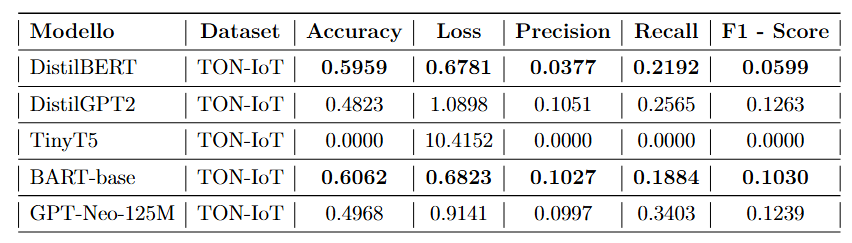 Modello Dataset Accuracy Loss Precision Recall F1 - Score
DistilBERT TON-IoT 0.5959 0.6781 0.0377 0.2192 0.0599
DistilGPT2 TON-IoT 0.4823 1.0898 0.1051 0.2565 0.1263
TinyT5 TON-IoT 0.0000 10.4152 0.0000 0.0000 0.0000
BART-base TON-IoT 0.6062 0.6823 0.1027 0.1884 0.1030
GPT-Neo-125M TON-IoT 0.4968 0.9141 0.0997 0.3403 0.1239